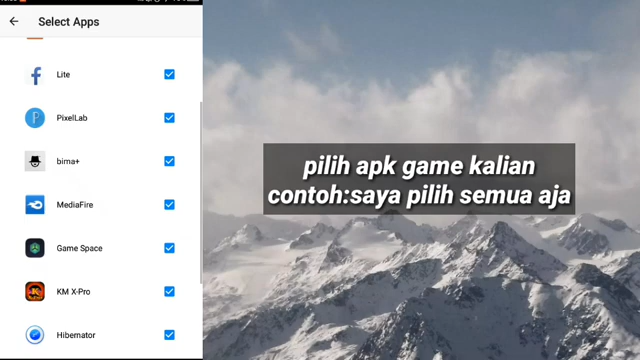 Select Apps
Lite
PixelLab
bima+
MediaFire
Game Space
KM X-Pro
Hibernator
pilih apk game kalian
contoh:saya pilih semua aja